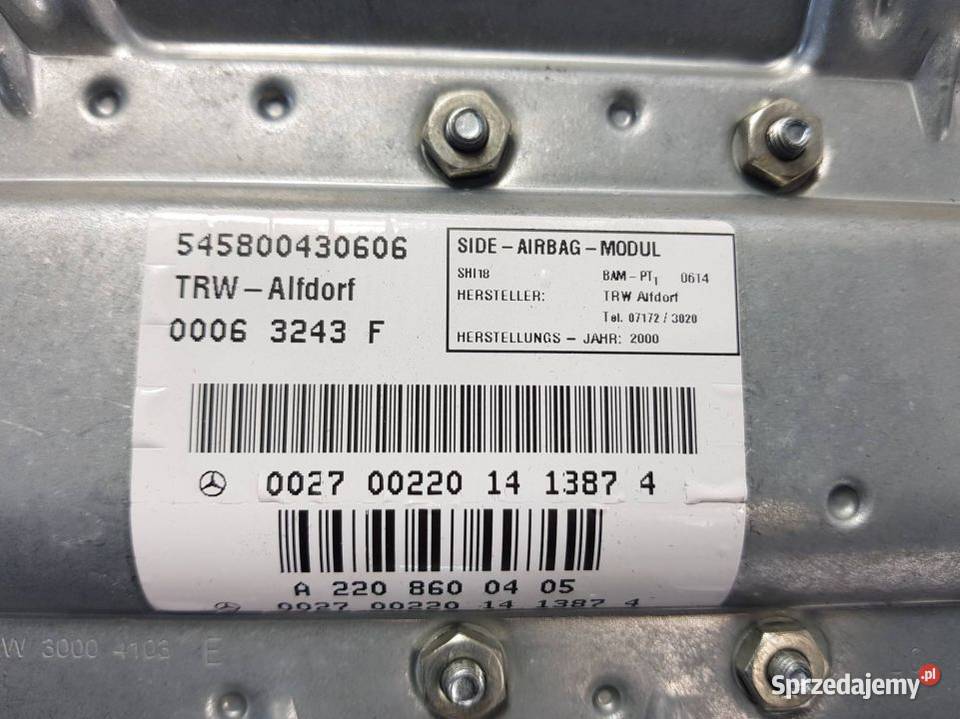 545800430606
TRW-Alfdorf
0006 3243 F
SIDE-AIRBAG-MODUL
SHI18 BAM-PT1 0614
HERSTELLER: TRW Alfdorf
Tel. 07172/3020
HERSTELLUNGS-JAHR: 2000
0027 00220 14 1387 4
A 220 860 04 05
0027 00220 14 1387 4
W 3000 4103 E
Sprzedajemy.pl